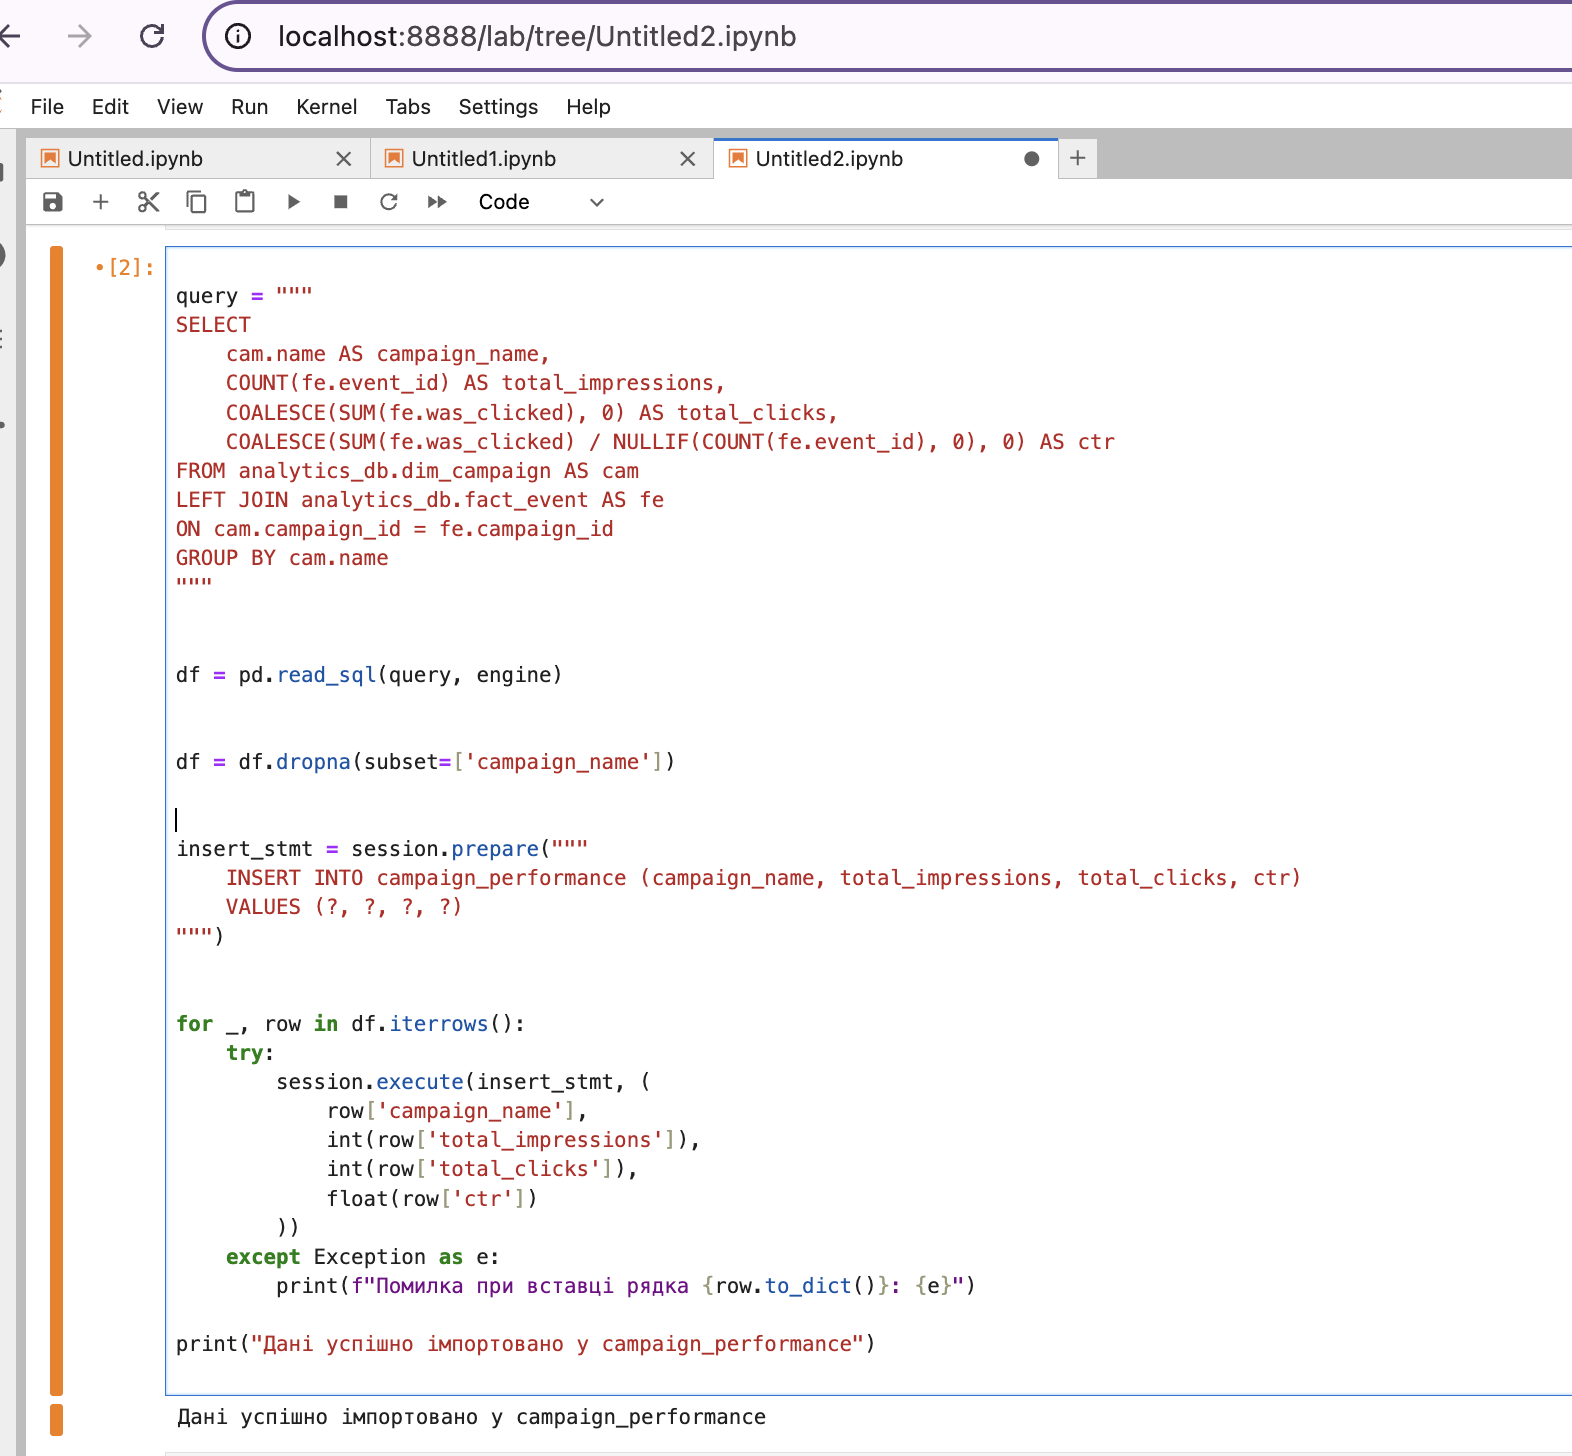 localhost:8888/lab/tree/Untitled2.ipynb
File Edit View Run Kernel Tabs Settings Help
Untitled.ipynb Untitled1.ipynb Untitled2.ipynb
Code
[2]:
query = """
SELECT
    cam.name AS campaign_name,
    COUNT(fe.event_id) AS total_impressions,
    COALESCE(SUM(fe.was_clicked), 0) AS total_clicks,
    COALESCE(SUM(fe.was_clicked) / NULLIF(COUNT(fe.event_id), 0), 0) AS ctr
FROM analytics_db.dim_campaign AS cam
LEFT JOIN analytics_db.fact_event AS fe
ON cam.campaign_id = fe.campaign_id
GROUP BY cam.name
"""
df = pd.read_sql(query, engine)
df = df.dropna(subset=['campaign_name'])
insert_stmt = session.prepare("""
    INSERT INTO campaign_performance (campaign_name, total_impressions, total_clicks, ctr)
    VALUES (?, ?, ?, ?)
""")
for _, row in df.iterrows():
    try:
        session.execute(insert_stmt, (
            row['campaign_name'],
            int(row['total_impressions']),
            int(row['total_clicks']),
            float(row['ctr'])
        ))
    except Exception as e:
        print(f"Помилка при вставці рядка {row.to_dict()}: {e}")
print("Дані успішно імпортовано у campaign_performance")
Дані успішно імпортовано у campaign_performance